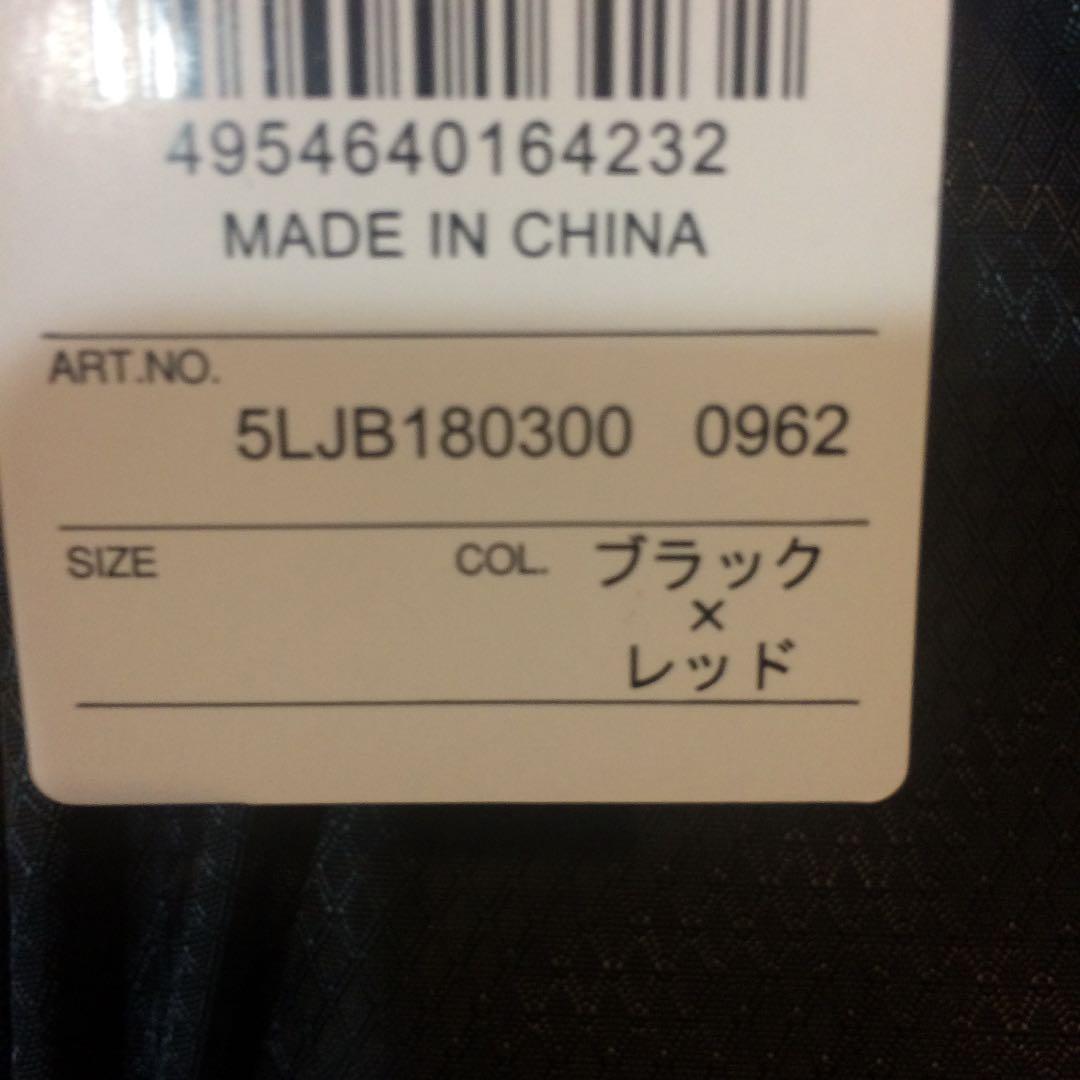 4954640164232
MADE IN CHINA
ART.NO.
5LJB180300 0962
SIZE COL. ブラック
×
レッド